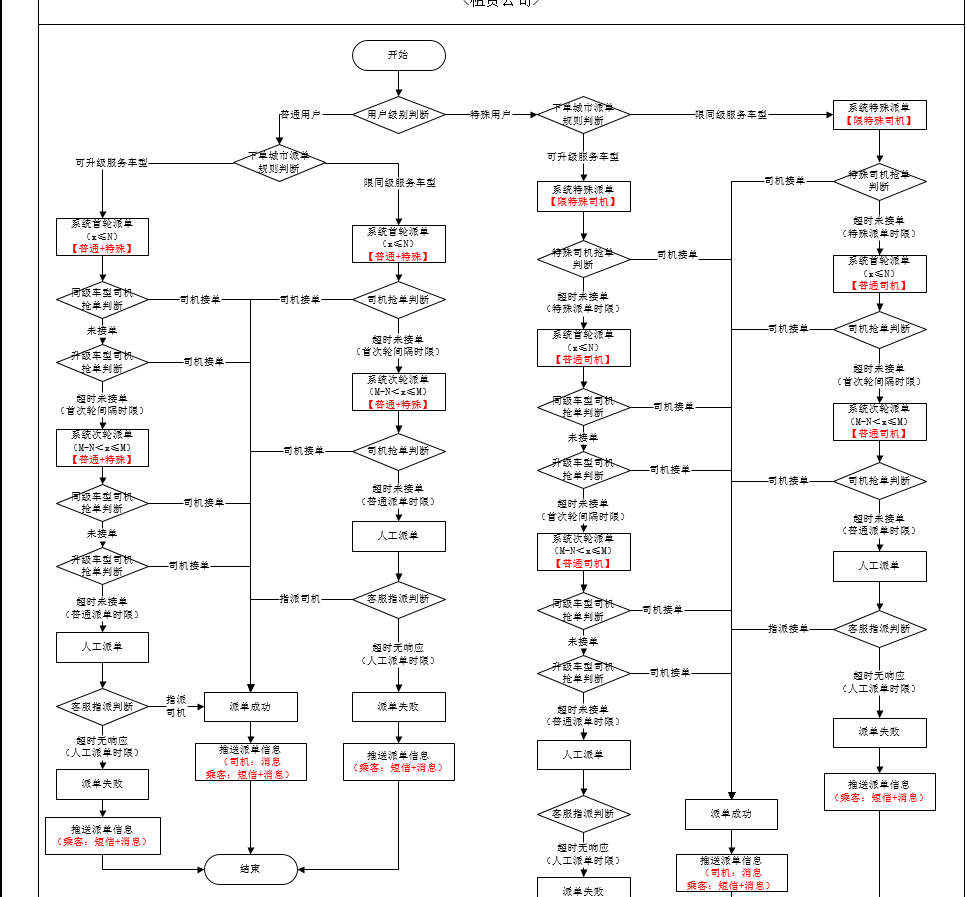 <租赁公司>
开始
普通用户
用户级别判断
特殊用户
下单城市派单
规则判断
限同级服务车型
系统特殊派单
【限特殊司机】
可升级服务车型
下单城市派单
规则判断
限同级服务车型
可升级服务车型
系统特殊派单
【限特殊司机】
司机接单
特殊司机抢单
判断
超时未接单
(特殊派单时限)
系统首轮派单
(x≤N)
【普通+特殊】
系统首轮派单
(x≤N)
【普通+特殊】
特殊司机抢单
判断
司机接单
系统首轮派单
(x≤N)
【普通司机】
同级车型司机
抢单判断
司机接单
司机接单
司机抢单判断
超时未接单
(特殊派单时限)
司机接单
司机抢单判断
未接单
超时未接单
(首次轮间隔时限)
系统首轮派单
(x≤N)
【普通司机】
升级车型司机
抢单判断
司机接单
超时未接单
(首次轮间隔时限)
超时未接单
(首次轮间隔时限)
系统次轮派单
(M-N<x≤M)
【普通+特殊】
同级车型司机
抢单判断
司机接单
系统次轮派单
(M-N<x≤M)
【普通司机】
系统次轮派单
(M-N<x≤M)
【普通+特殊】
司机接单
司机抢单判断
未接单
升级车型司机
抢单判断
司机接单
司机接单
司机抢单判断
同级车型司机
抢单判断
司机接单
超时未接单
(普通派单时限)
超时未接单
(首次轮间隔时限)
超时未接单
(普通派单时限)
未接单
人工派单
系统次轮派单
(M-N<x≤M)
【普通司机】
人工派单
升级车型司机
抢单判断
司机接单
指派司机
客服指派判断
同级车型司机
抢单判断
司机接单
指派接单
客服指派判断
超时未接单
(普通派单时限)
未接单
人工派单
超时无响应
(人工派单时限)
升级车型司机
抢单判断
司机接单
超时无响应
(人工派单时限)
客服指派判断
指派
司机
派单成功
派单失败
超时未接单
(普通派单时限)
派单失败
超时无响应
(人工派单时限)
推送派单信息
(司机:消息
乘客:短信+消息)
推送派单信息
(乘客:短信+消息)
人工派单
派单失败
推送派单信息
(乘客:短信+消息)
客服指派判断
派单成功
推送派单信息
(乘客:短信+消息)
超时无响应
(人工派单时限)
结束
推送派单信息
(司机:消息
乘客:短信+消息)
派单失败